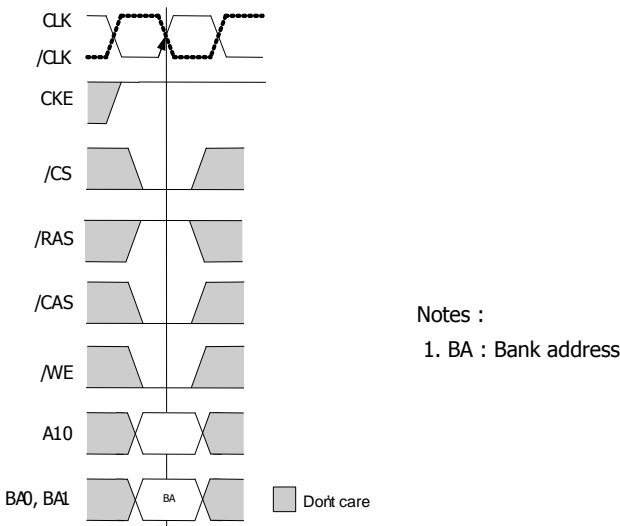 CLK
/CLK
CKE
/CS
/RAS
/CAS
/WE
A10
BA0, BA1
BA
Don't care
Notes :
1. BA : Bank address